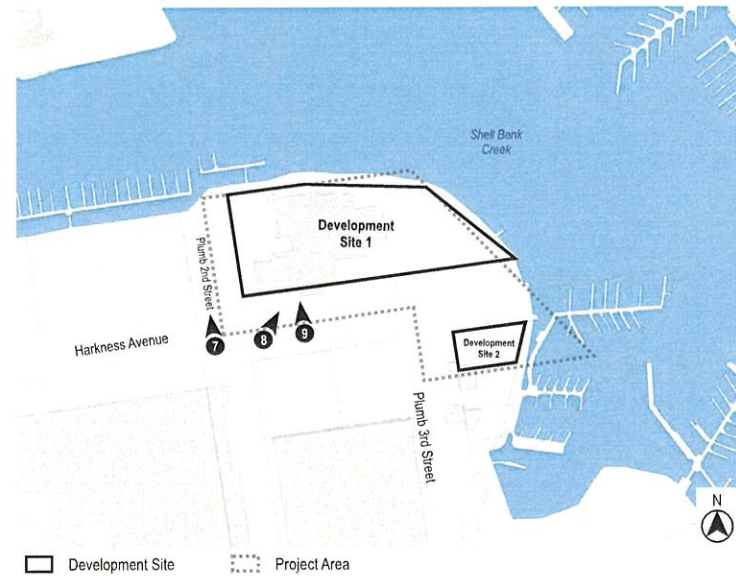 Shell Bank
Creek
Development
Site 1
Plumb 2nd Street
Harkness Avenue
7
8
9
Development
Site 2
Plumb 3rd Street
N
Development Site
Project Area